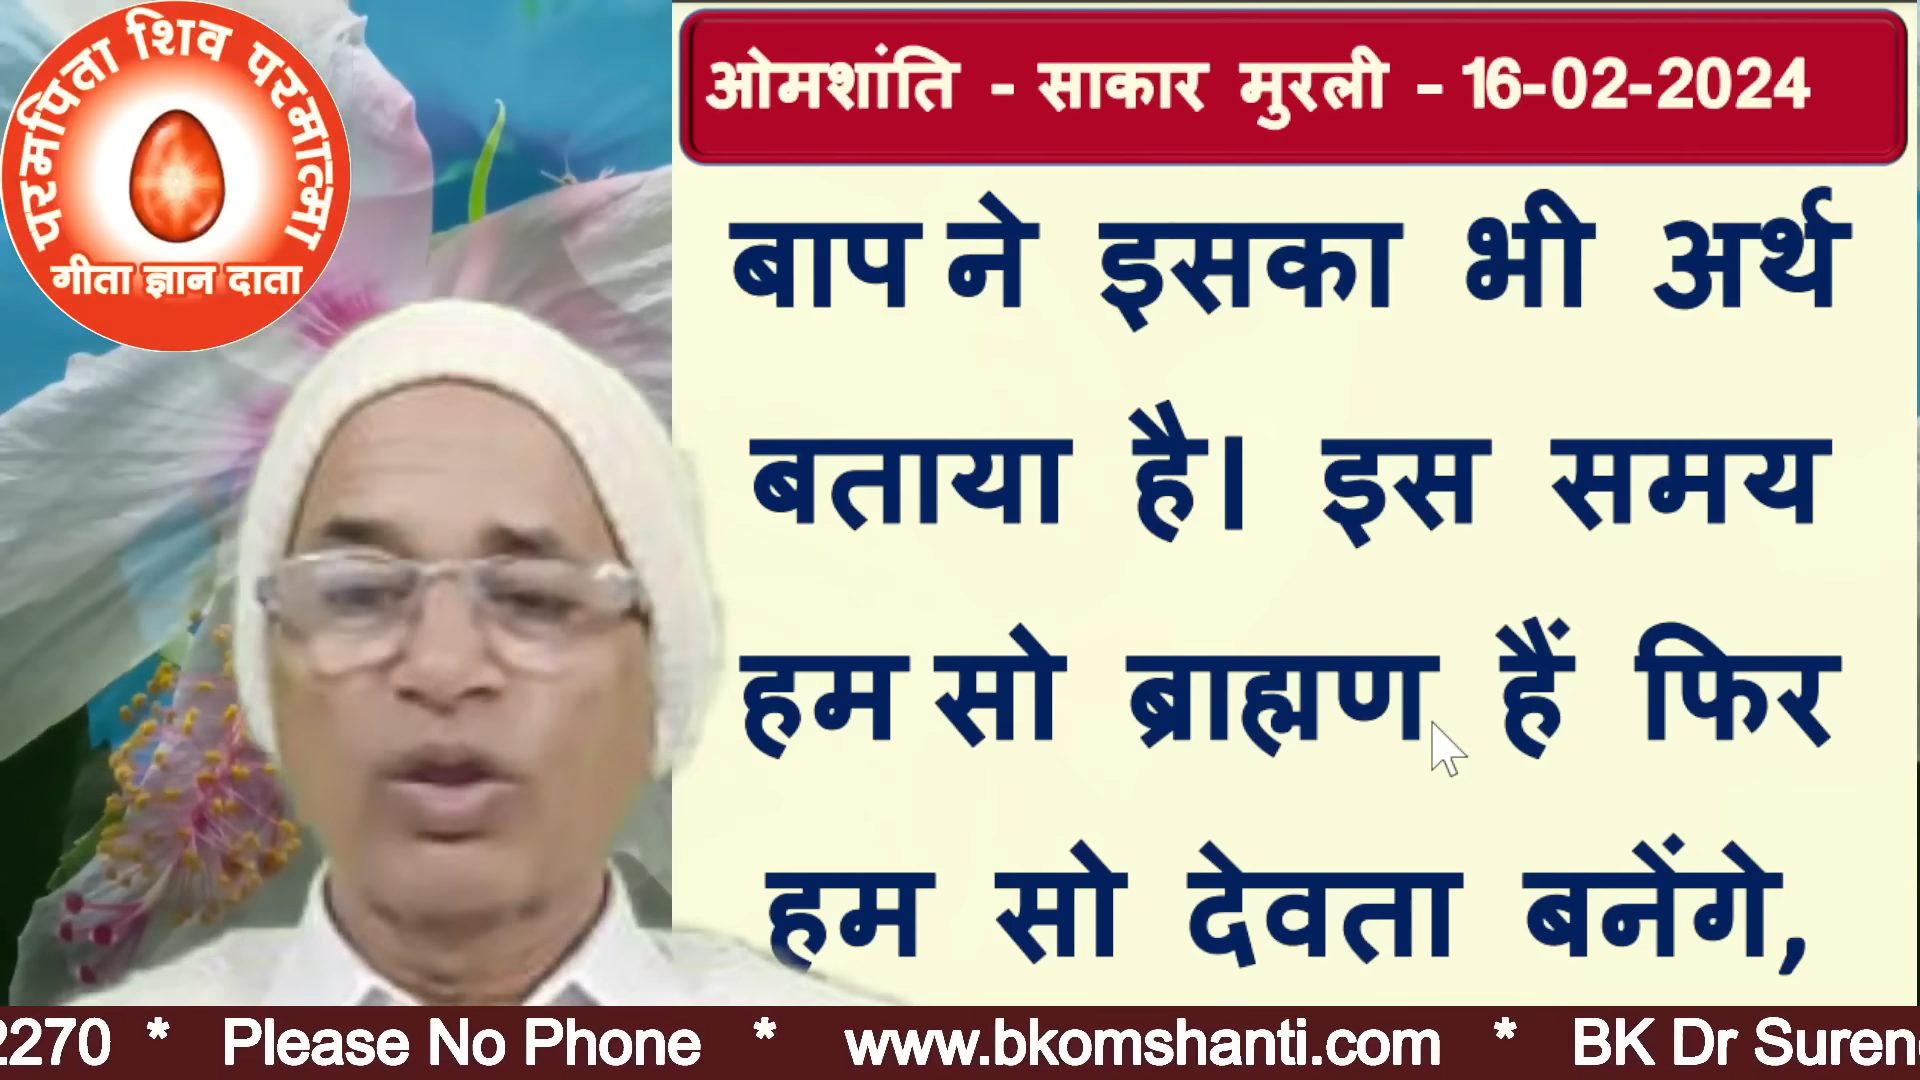 परमपिता शिव परमात्मा
गीता ज्ञान दाता
ओमशांति - साकार मुरली - 16-02-2024
बाप ने इसका भी अर्थ
बताया है। इस समय
हम सो ब्राह्मण हैं फिर
हम सो देवता बनेंगे,
2270 * Please No Phone * www.bkomshanti.com * BK Dr Suren